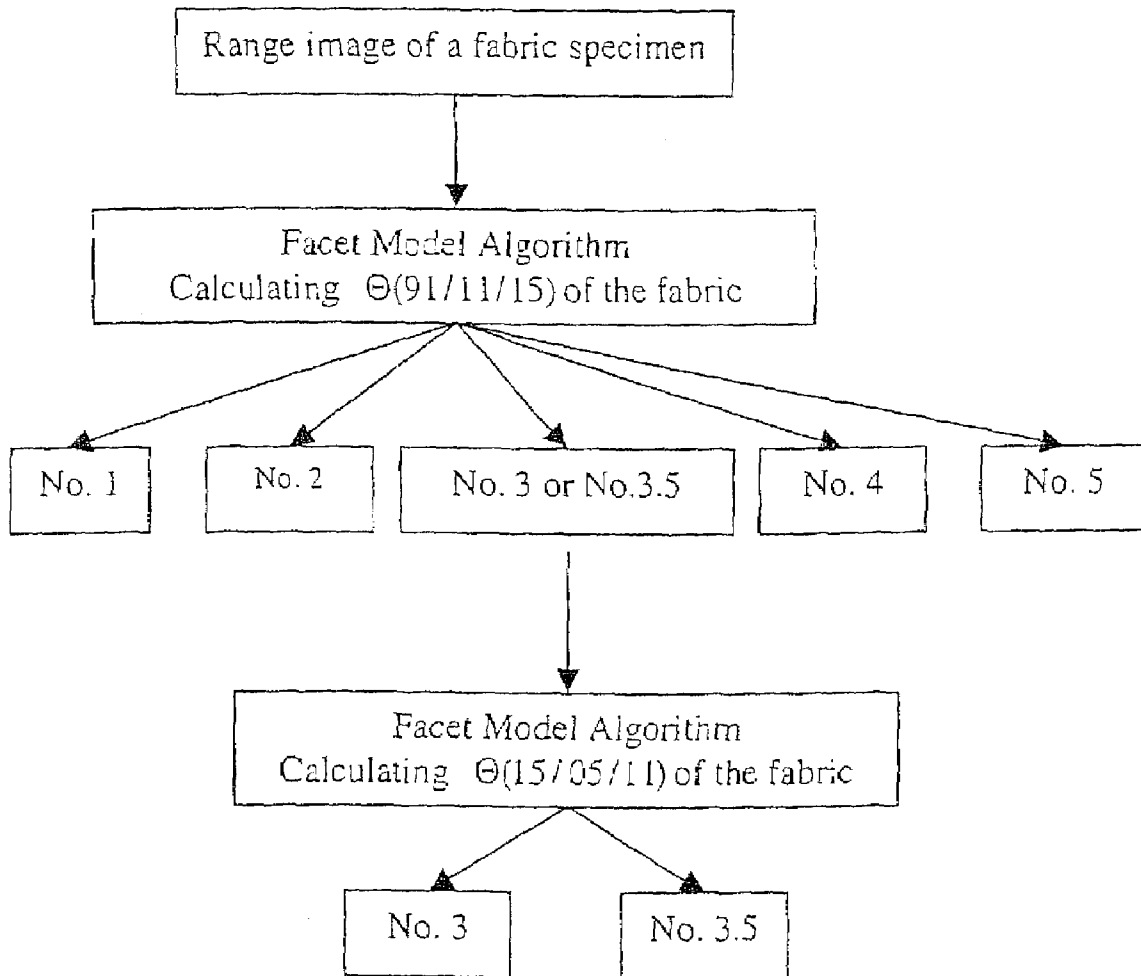 Range image of a fabric specimen
Facet Model Algorithm
Calculating Θ(91/11/15) of the fabric
No. 1
No. 2
No. 3 or No.3.5
No. 4
No. 5
Facet Model Algorithm
Calculating Θ(15/05/11) of the fabric
No. 3
No. 3.5